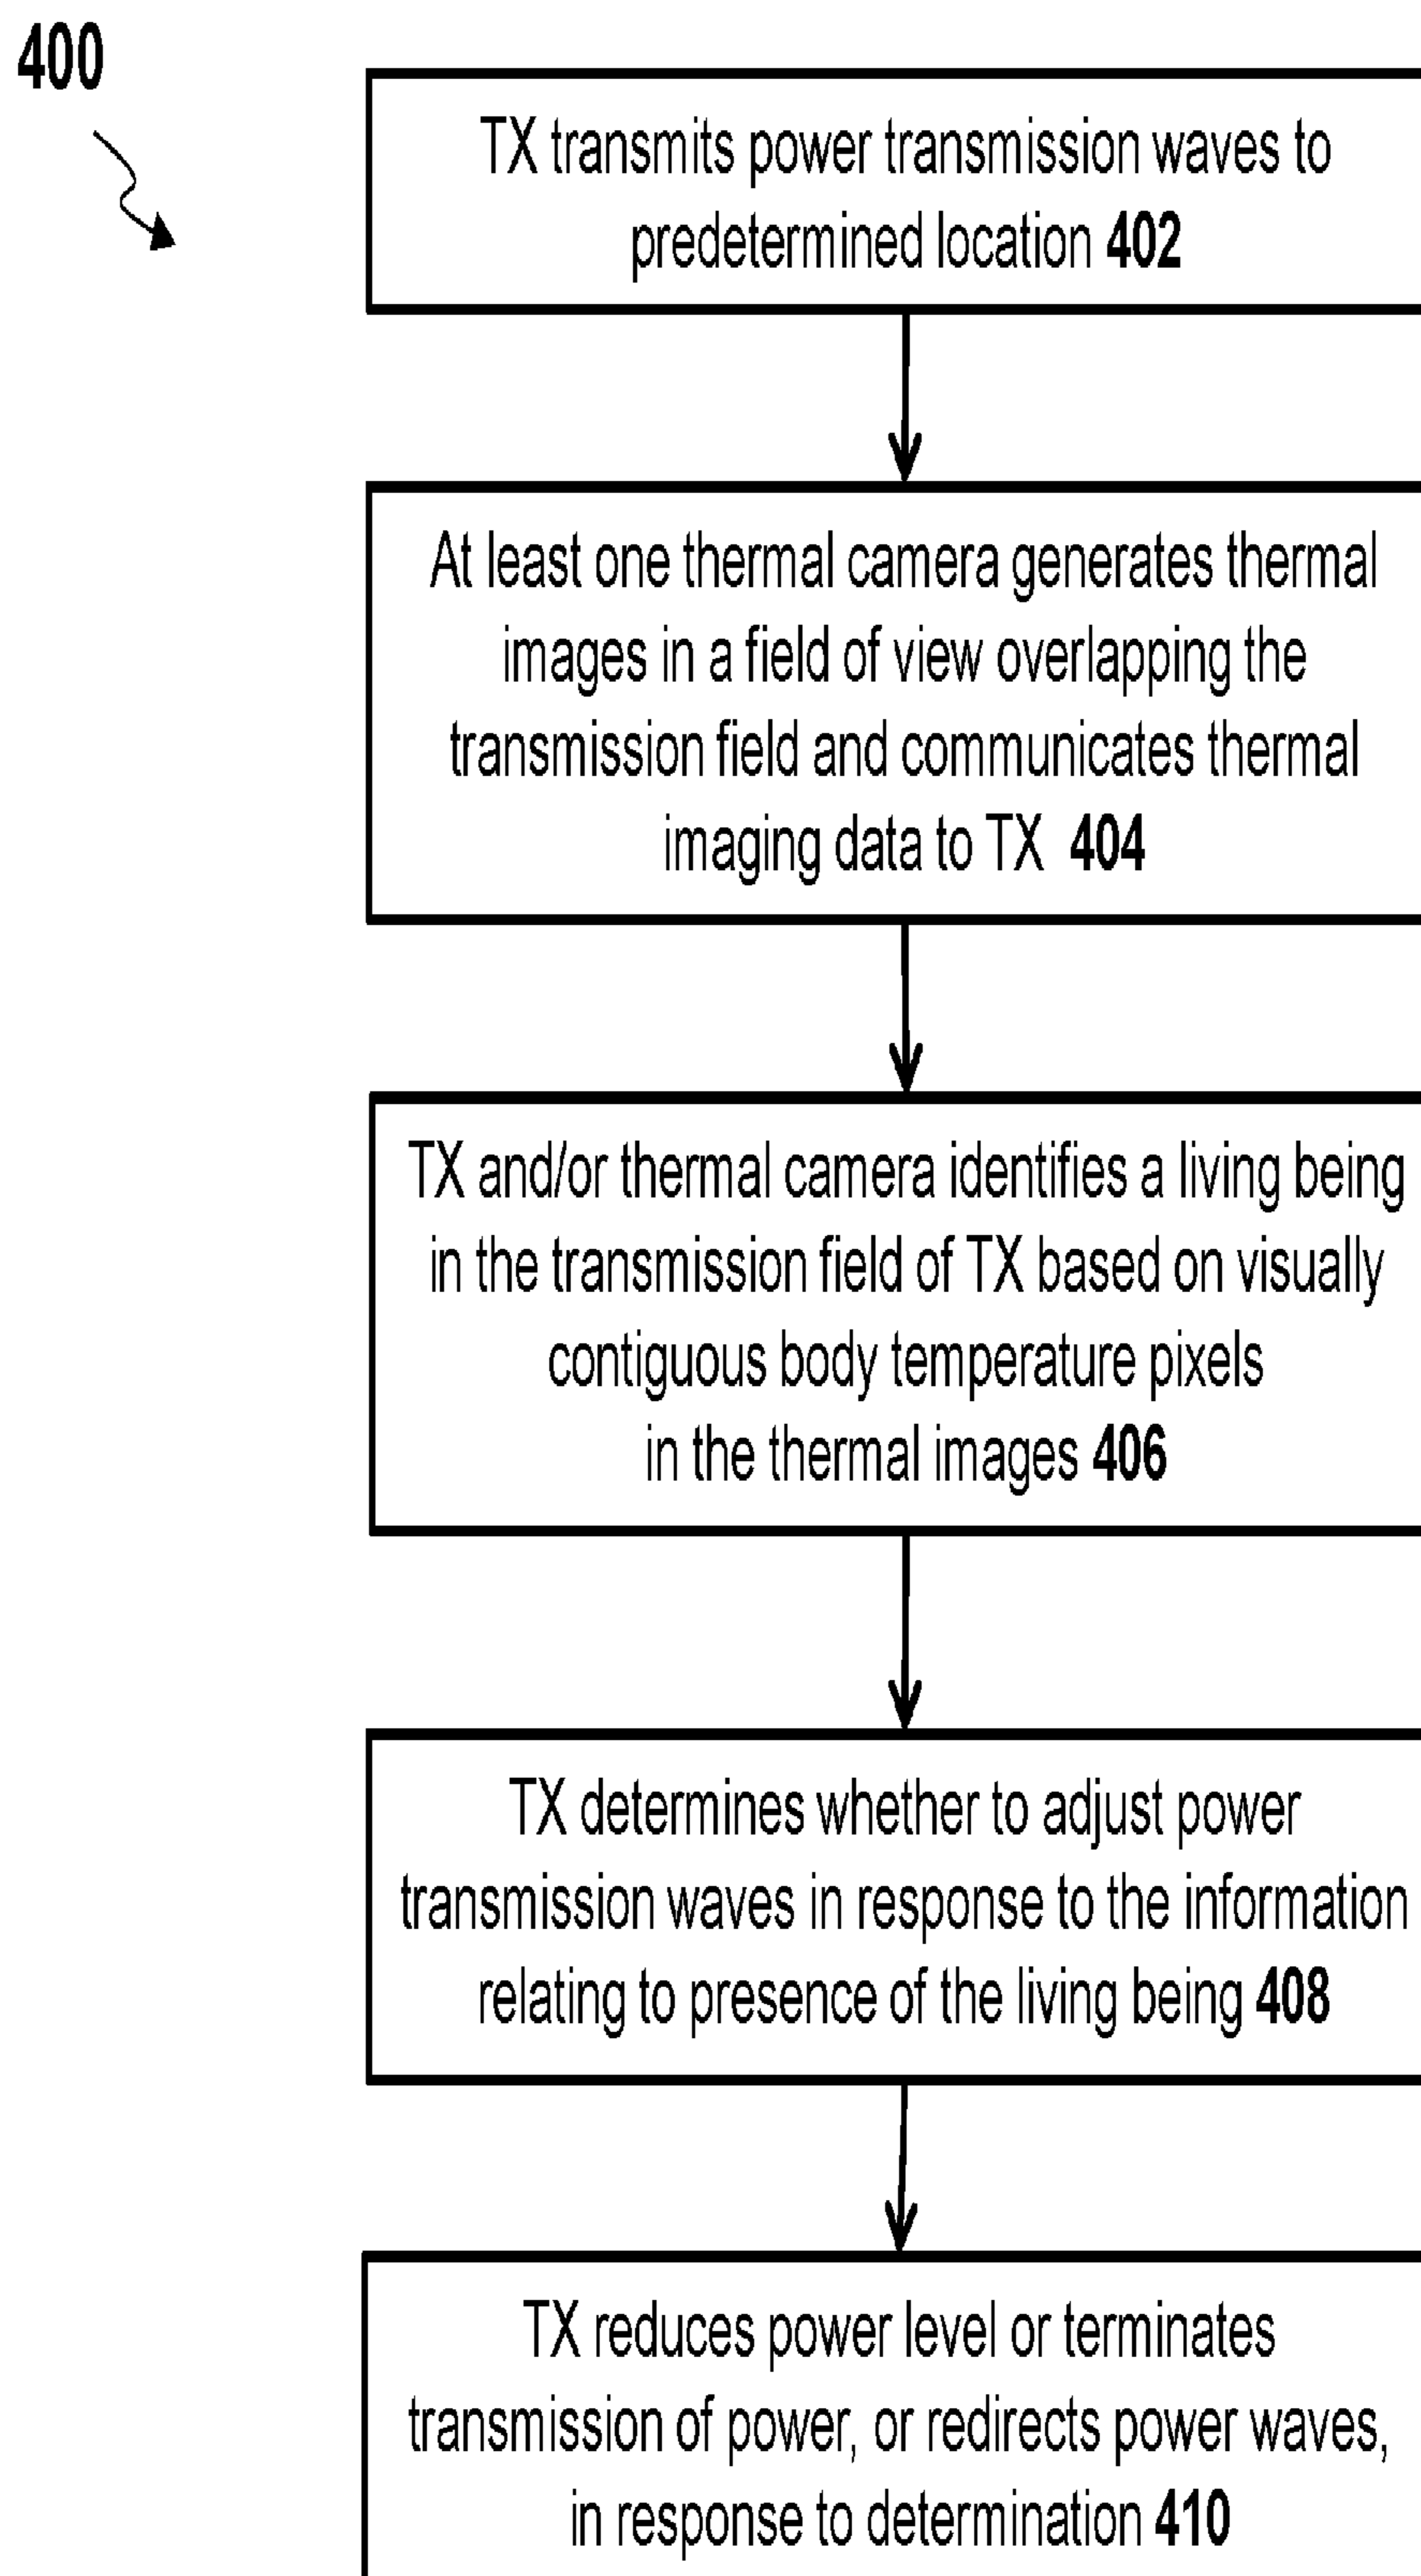 400
TX transmits power transmission waves to
predetermined location 402
At least one thermal camera generates thermal
images in a field of view overlapping the
transmission field and communicates thermal
imaging data to TX 404
TX and/or thermal camera identifies a living being
in the transmission field of TX based on visually
contiguous body temperature pixels
in the thermal images 406
TX determines whether to adjust power
transmission waves in response to the information
relating to presence of the living being 408
TX reduces power level or terminates
transmission of power, or redirects power waves,
in response to determination 410